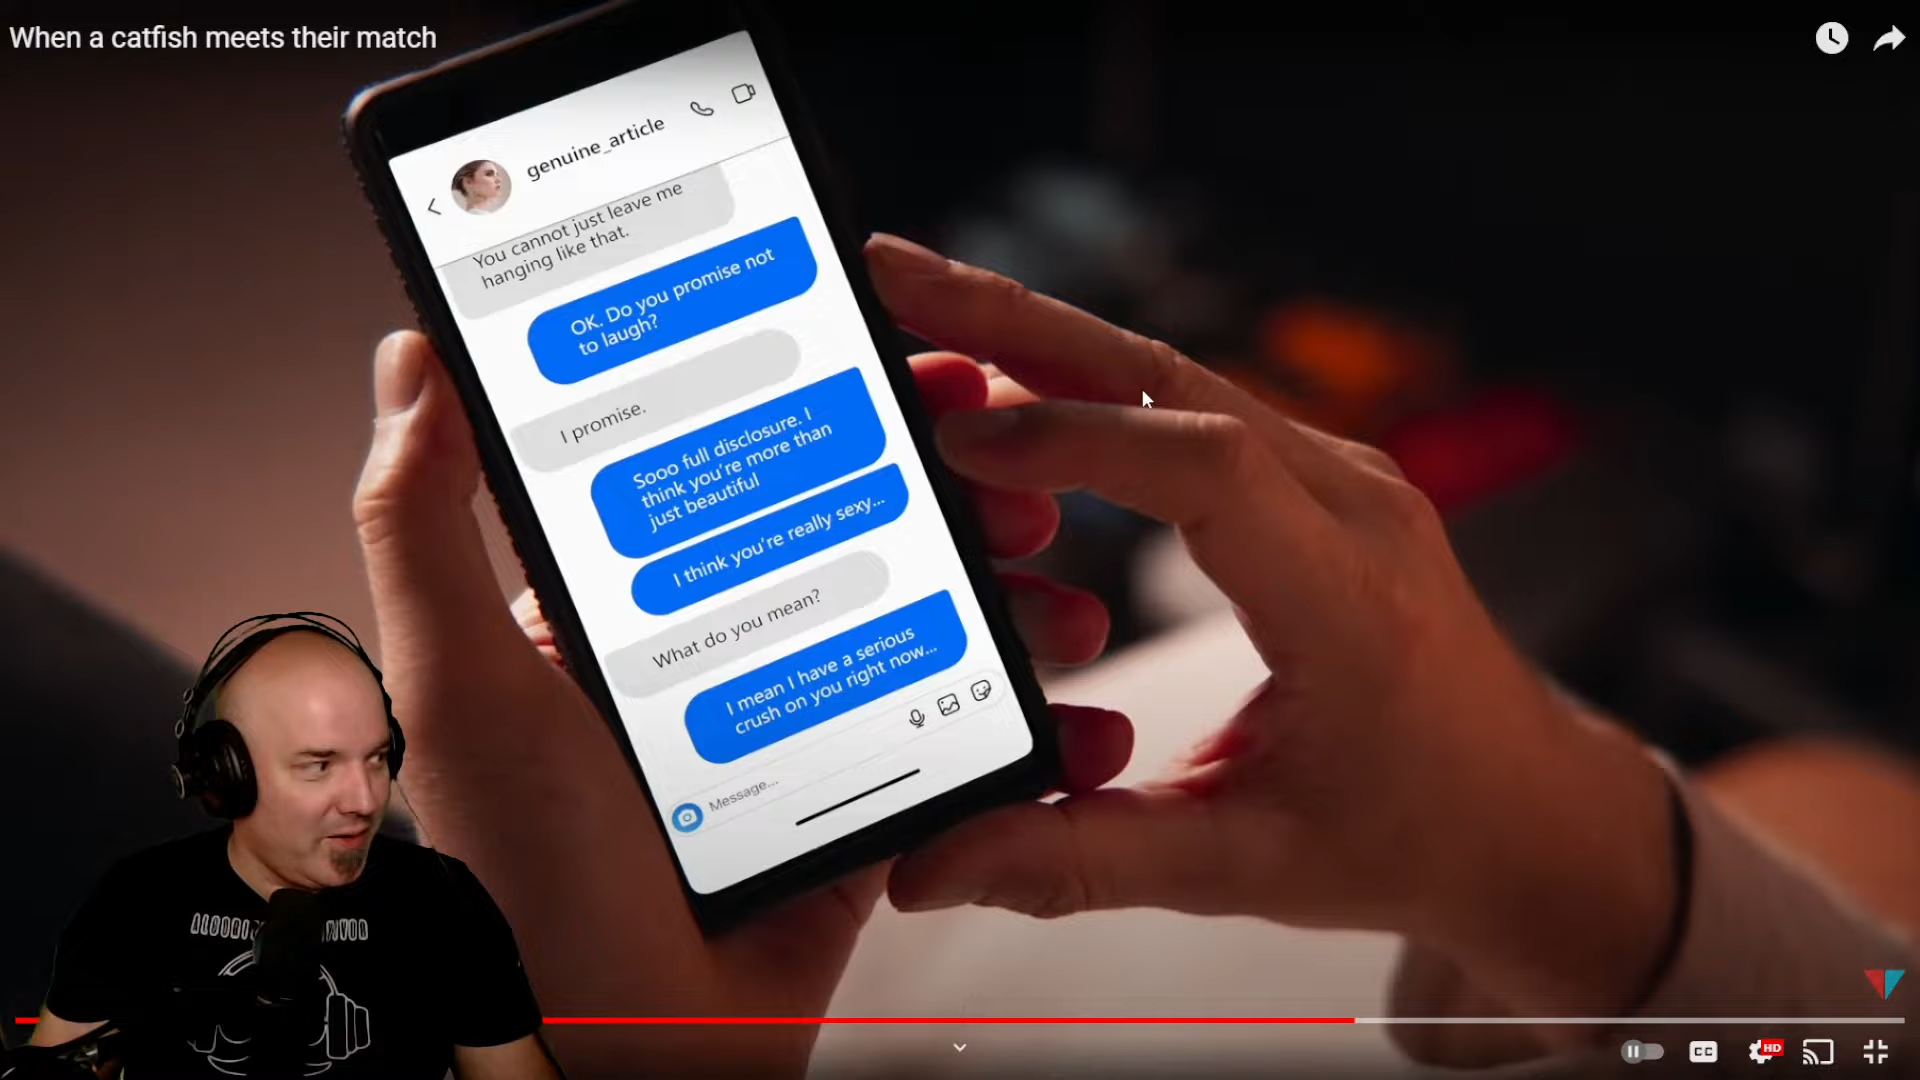 When a catfish meets their match
genuine_article
You cannot just leave me
hanging like that.
OK. Do you promise not
to laugh?
I promise.
Sooo full disclosure. I
think you're more than
just beautiful
I think you're really sexy...
What do you mean?
I mean I have a serious
crush on you right now...
Message...
CC
HD